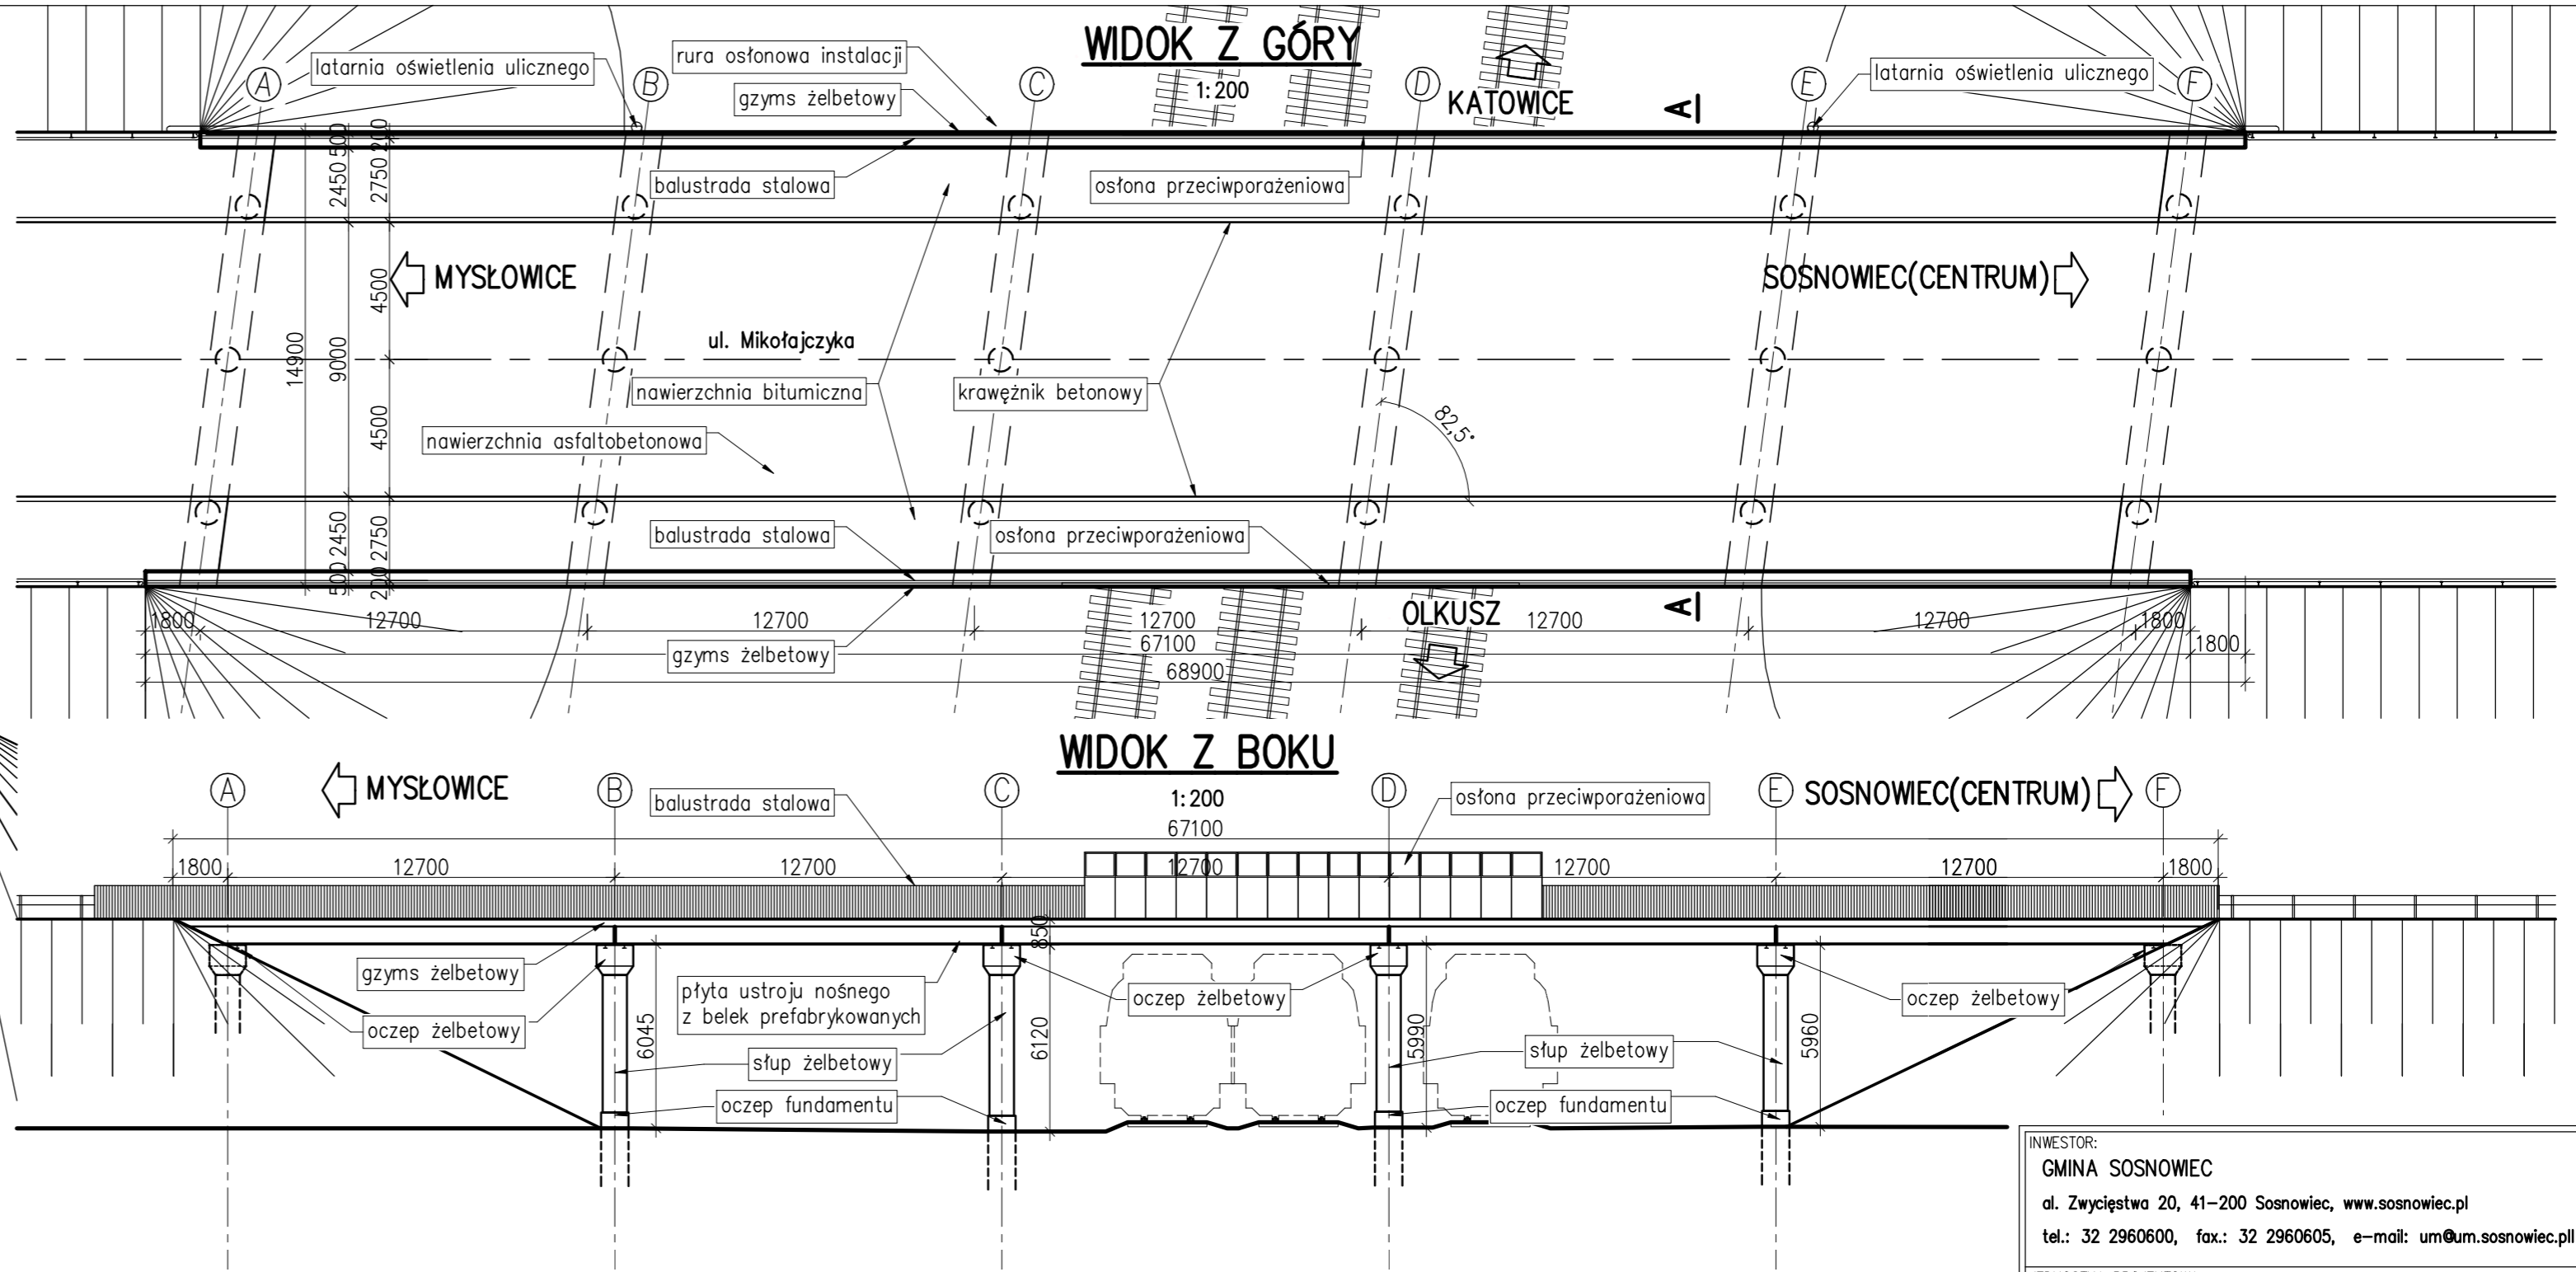 WIDOK Z GÓRY
1:200
latarnia oświetlenia ulicznego
rura osłonowa instalacji
gzyms żelbetowy
KATOWICE
latarnia oświetlenia ulicznego
A
B
C
D
E
F
A
balustrada stalowa
osłona przeciwporażeniowa
500
200
2450
2750
MYSŁOWICE
SOSNOWIEC(CENTRUM)
4500
14900
9000
ul. Mikołajczyka
nawierzchnia bitumiczna
krawężnik betonowy
4500
82,5°
nawierzchnia asfaltobetonowa
2450
2750
500
200
balustrada stalowa
osłona przeciwporażeniowa
OLKUSZ
A
1800
12700
12700
12700
12700
12700
1800
gzyms żelbetowy
67100
1800
68900
WIDOK Z BOKU
1:200
MYSŁOWICE
SOSNOWIEC(CENTRUM)
A
B
C
D
E
F
balustrada stalowa
osłona przeciwporażeniowa
67100
1800
12700
12700
12700
12700
12700
1800
850
gzyms żelbetowy
płyta ustroju nośnego
z belek prefabrykowanych
oczep żelbetowy
oczep żelbetowy
oczep żelbetowy
6045
6120
5990
5960
słup żelbetowy
słup żelbetowy
oczep fundamentu
oczep fundamentu
INWESTOR:
GMINA SOSNOWIEC
al. Zwycięstwa 20, 41-200 Sosnowiec, www.sosnowiec.pl
tel.: 32 2960600, fax.: 32 2960605, e-mail: um@um.sosnowiec.pll